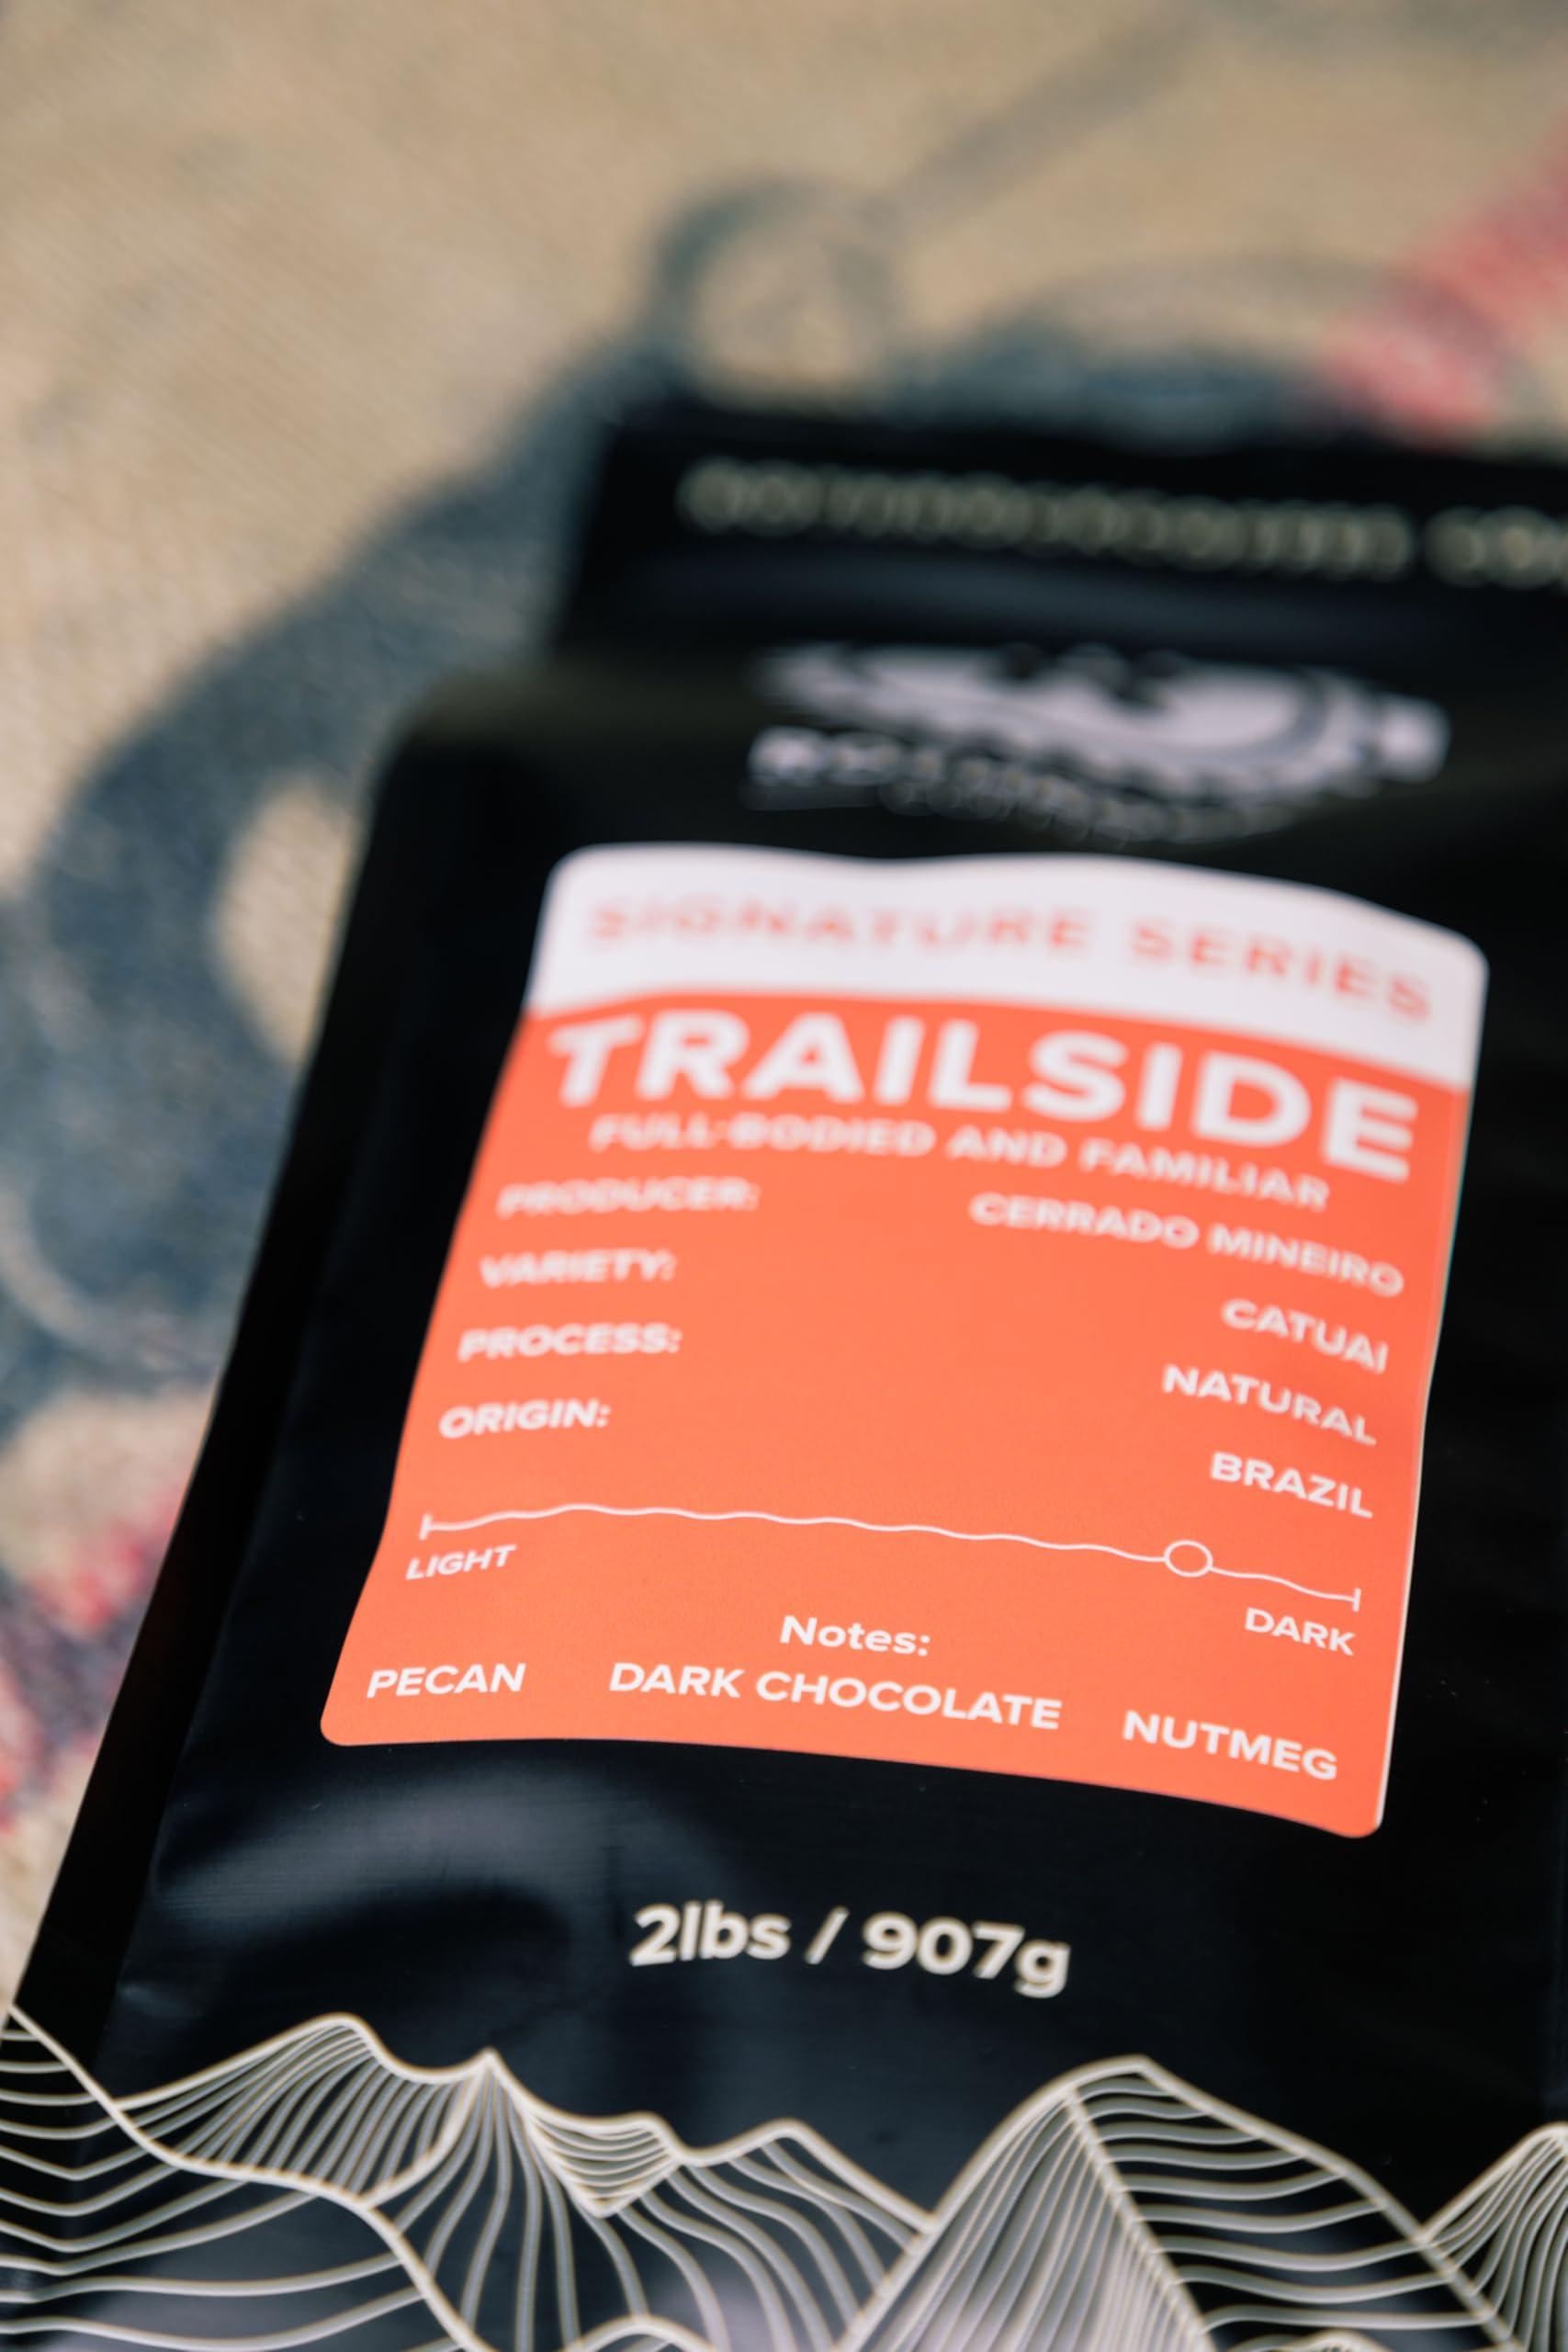 SIGNATURE SERIES
TRAILSIDE
FULL-BODIED AND FAMILIAR
PRODUCER: CERRADO MINEIRO
VARIETY: CATUAI
PROCESS: NATURAL
ORIGIN: BRAZIL
LIGHT DARK
Notes:
PECAN DARK CHOCOLATE NUTMEG
2lbs / 907g